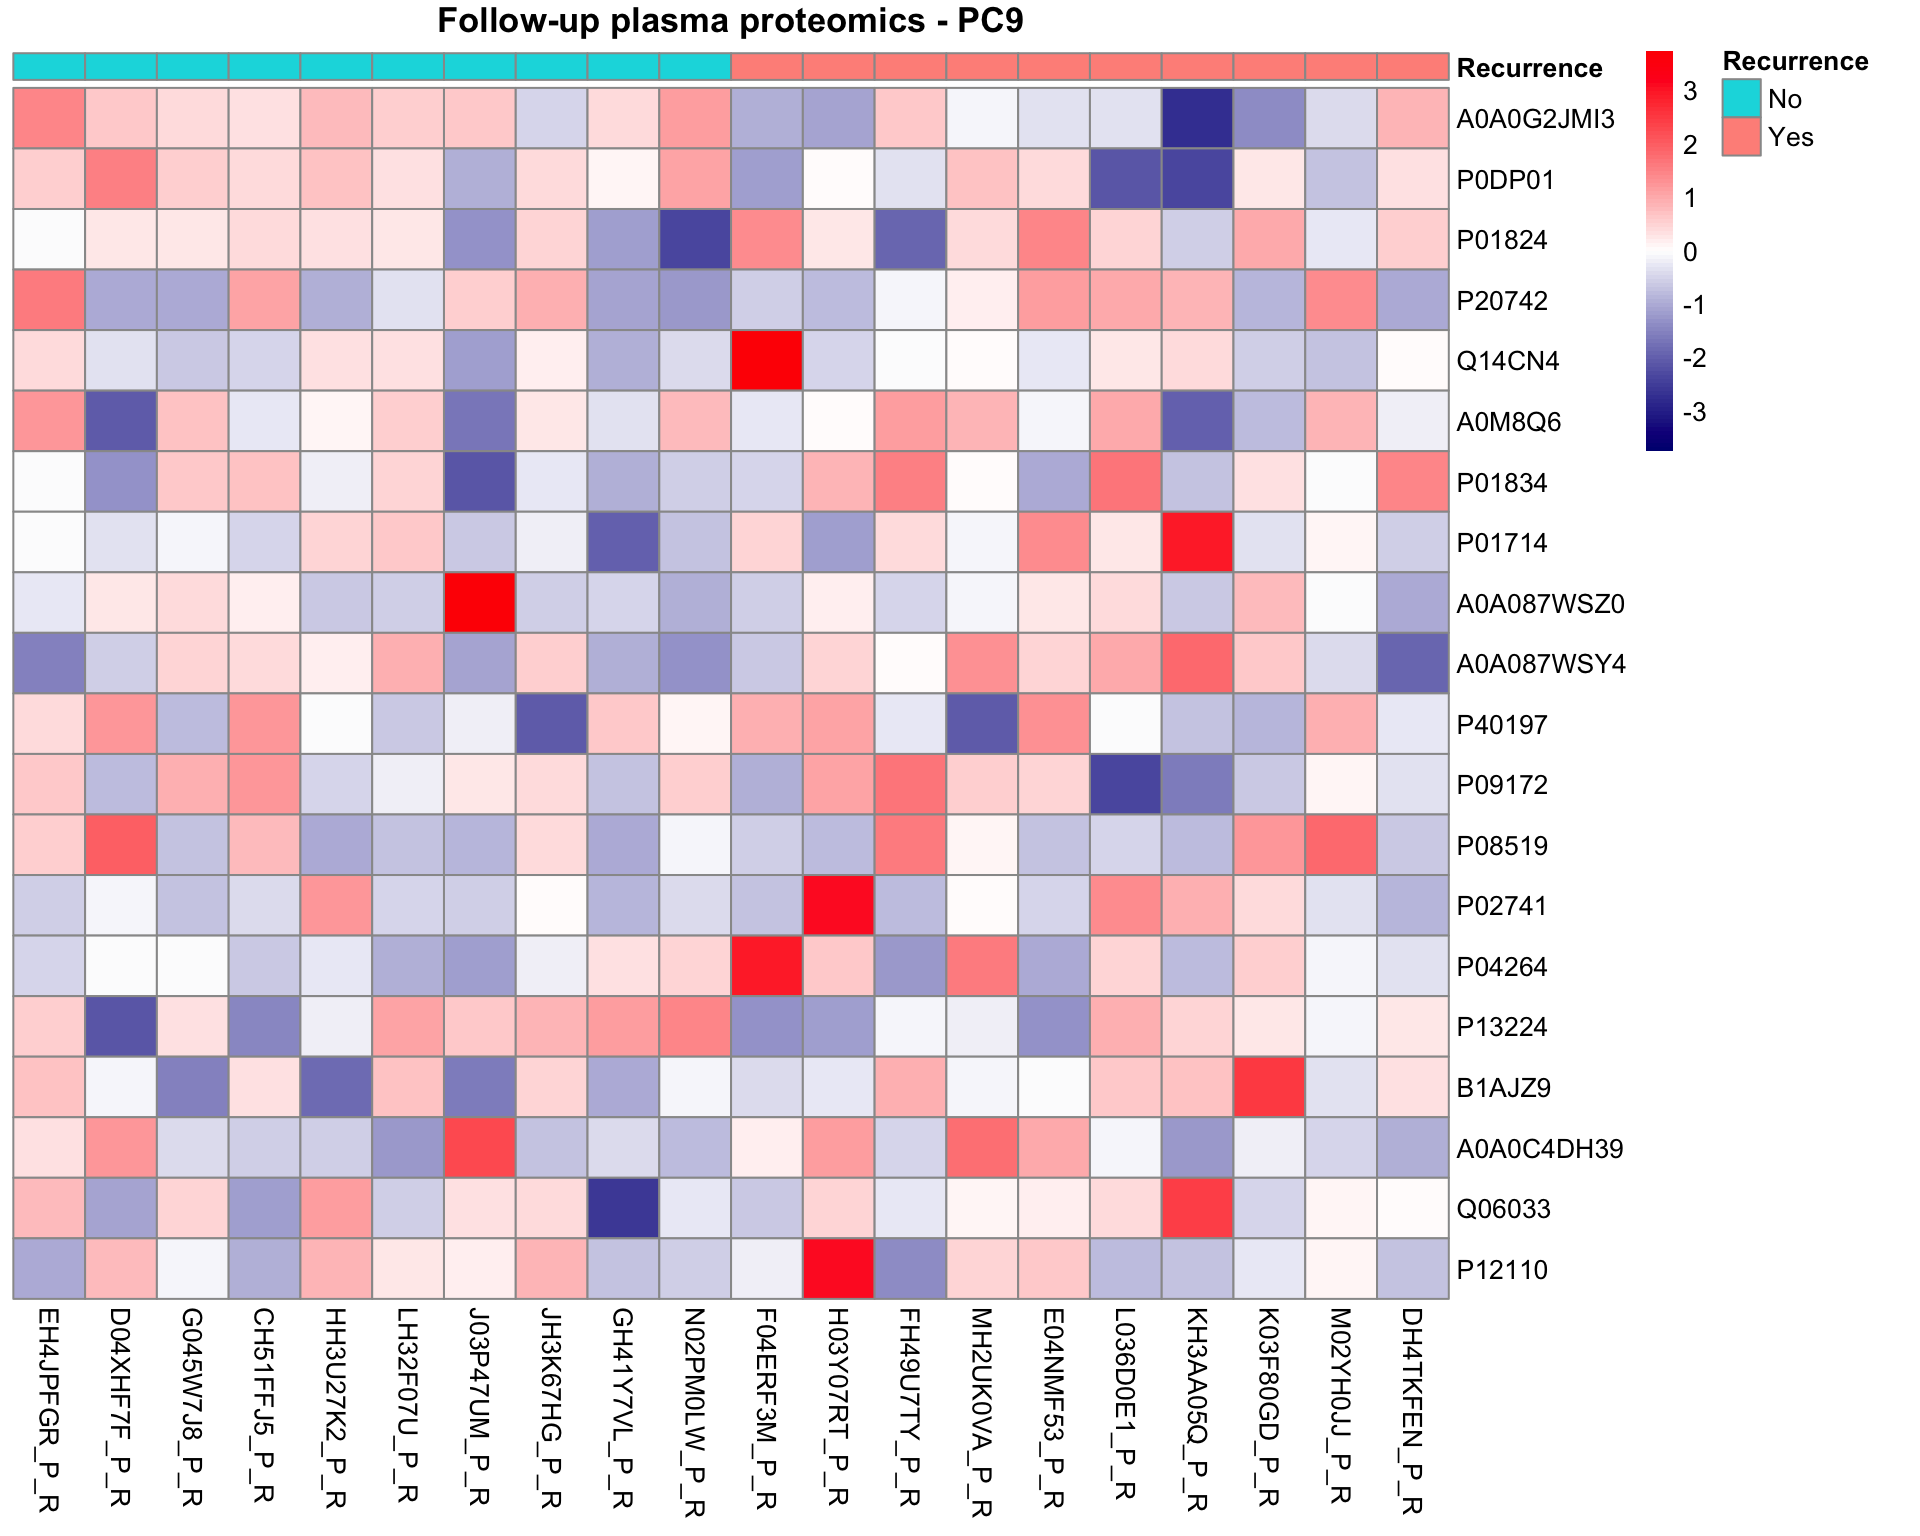 Follow-up plasma proteomics - PC9
Recurrence
A0A0G2JMI3
P0DP01
P01824
P20742
Q14CN4
A0M8Q6
P01834
P01714
A0A087WSZ0
A0A087WSY4
P40197
P09172
P08519
P02741
P04264
P13224
B1AJZ9
A0A0C4DH39
Q06033
P12110
EH4JJPFGR_P_R
D04XHF7F_P_R
G045W7J8_P_R
CH51FFJ5_P_R
HH3U27K2_P_R
LH32F07U_P_R
J03P47UM_P_R
JH3K67HG_P_R
GH41Y7VL_P_R
N02PM0LW_P_R
F04ERF3M_P_R
H03Y07RT_P_R
FH49U7TY_P_R
MH2UK0VA_P_R
E04NMF53_P_R
L036D0E1_P_R
KH3AA05Q_P_R
K03F80GD_P_R
M02YH0JJ_P_R
DH4TKFEN_P_R
3
2
1
0
-1
-2
-3
Recurrence
No
Yes